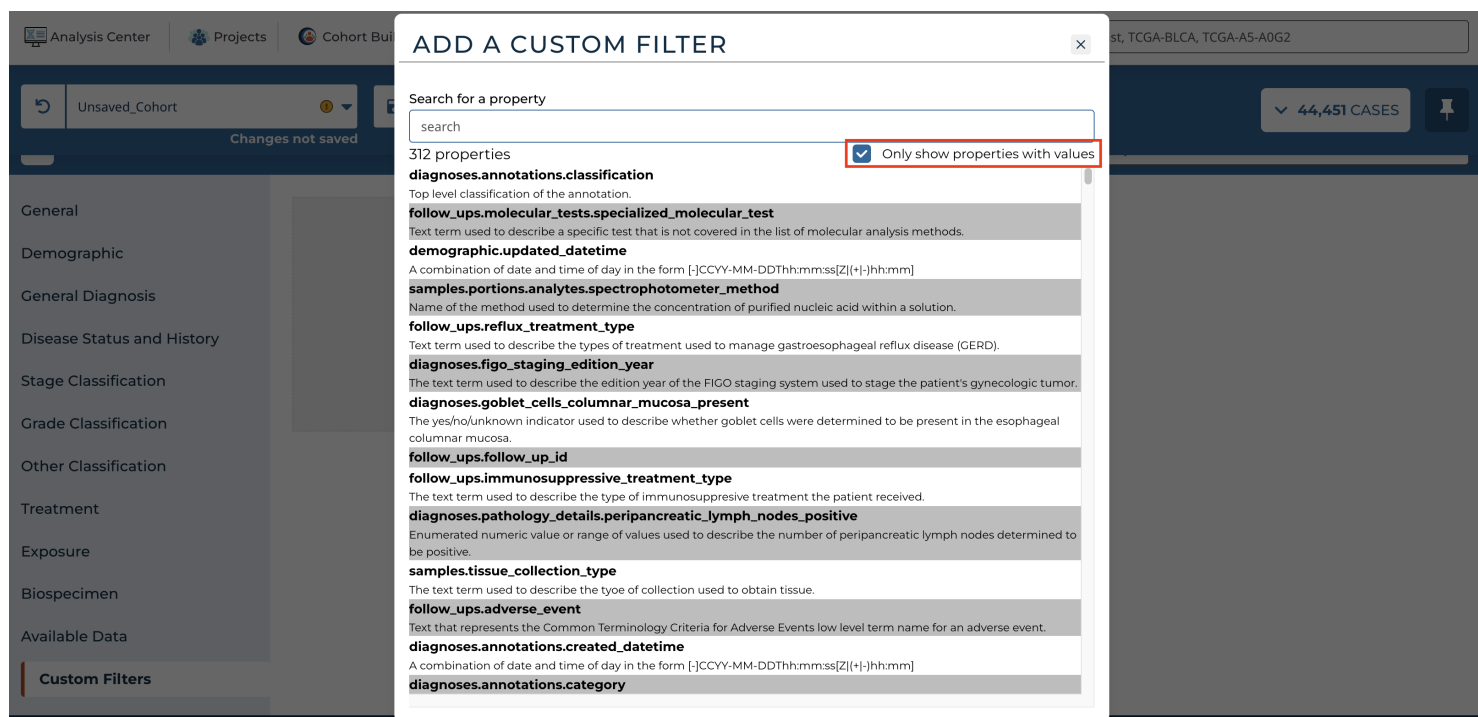 Analysis Center
Projects
Cohort Bui
ADD A CUSTOM FILTER
st, TCGA-BLCA, TCGA-A5-A0G2
Unsaved_Cohort
Changes not saved
44,451 CASES
Search for a property
search
312 properties
Only show properties with values
diagnoses.annotations.classification
Top level classification of the annotation.
follow_ups.molecular_tests.specialized_molecular_test
Text term used to describe a specific test that is not covered in the list of molecular analysis methods.
demographic.updated_datetime
A combination of date and time of day in the form [-]CCYY-MM-DDThh:mm:ss[Z|(+|-)hh:mm]
samples.portions.analytes.spectrophotometer_method
Name of the method used to determine the concentration of purified nucleic acid within a solution.
follow_ups.reflux_treatment_type
Text term used to describe the types of treatment used to manage gastroesophageal reflux disease (GERD).
diagnoses.figo_staging_edition_year
The text term used to describe the edition year of the FIGO staging system used to stage the patient's gynecologic tumor.
diagnoses.goblet_cells_columnar_mucosa_present
The yes/no/unknown indicator used to describe whether goblet cells were determined to be present in the esophageal
columnar mucosa.
follow_ups.follow_up_id
follow_ups.immunosuppressive_treatment_type
The text term used to describe the type of immunosuppresive treatment the patient received.
diagnoses.pathology_details.peripancreatic_lymph_nodes_positive
Enumerated numeric value or range of values used to describe the number of peripancreatic lymph nodes determined to
be positive.
samples.tissue_collection_type
The text term used to describe the tyoe of collection used to obtain tissue.
follow_ups.adverse_event
Text that represents the Common Terminology Criteria for Adverse Events low level term name for an adverse event.
diagnoses.annotations.created_datetime
A combination of date and time of day in the form [-]CCYY-MM-DDThh:mm:ss[Z|(+|-)hh:mm]
diagnoses.annotations.category
General
Demographic
General Diagnosis
Disease Status and History
Stage Classification
Grade Classification
Other Classification
Treatment
Exposure
Biospecimen
Available Data
Custom Filters